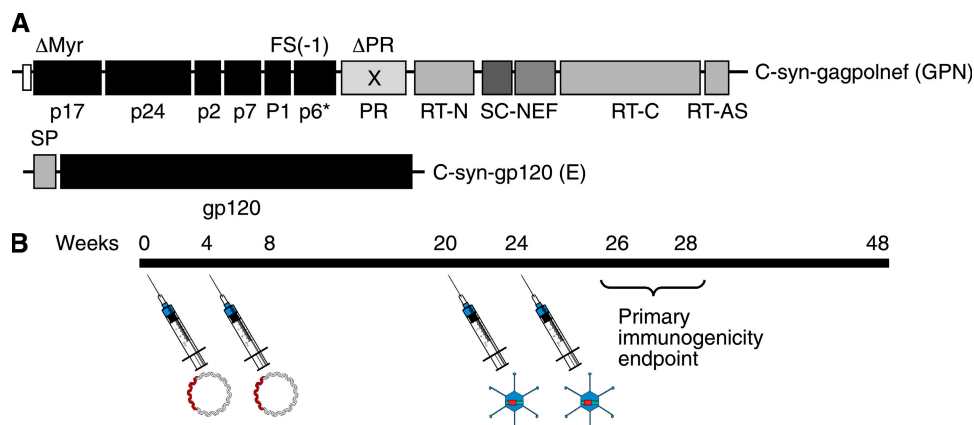 A
ΔMyr FS(-1) ΔPR
X
C-syn-gagpolnef (GPN)
p17 p24 p2 p7 P1 p6* PR RT-N SC-NEF RT-C RT-AS
SP
C-syn-gp120 (E)
gp120
B Weeks 0 4 8 20 24 26 28 48
Primary
immunogenicity
endpoint